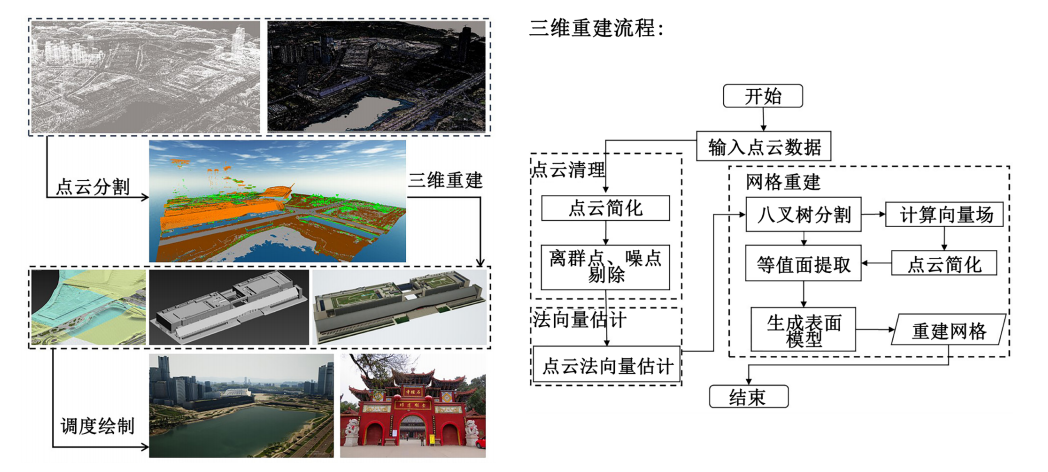 点云分割
三维重建
调度绘制
三维重建流程:
开始
输入点云数据
点云清理
点云简化
离群点、噪点
剔除
法向量估计
点云法向量估计
网格重建
八叉树分割
计算向量场
等值面提取
点云简化
生成表面
模型
重建网格
结束